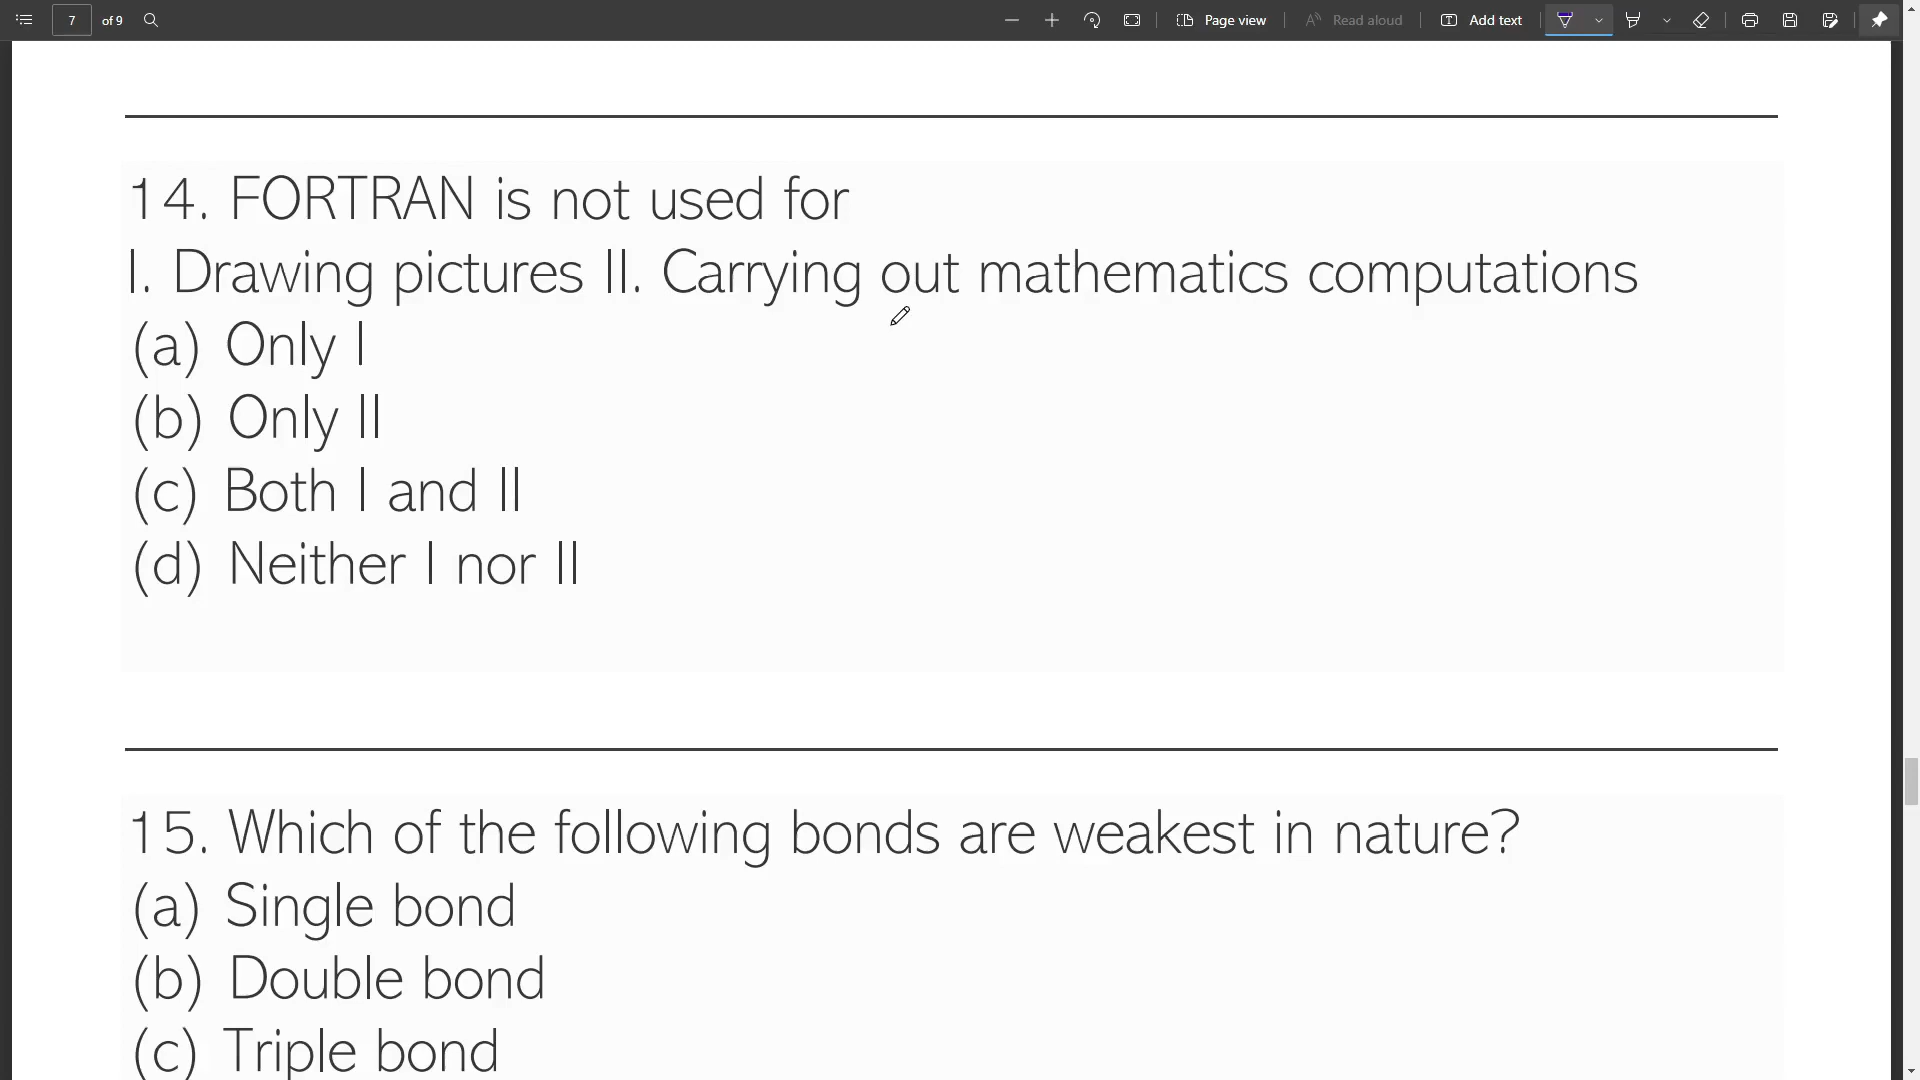 7 of 9 Page view Read aloud Add text
14. FORTRAN is not used for
I. Drawing pictures II. Carrying out mathematics computations
(a) Only I
(b) Only II
(c) Both I and II
(d) Neither I nor II
15. Which of the following bonds are weakest in nature?
(a) Single bond
(b) Double bond
(c) Triple bond